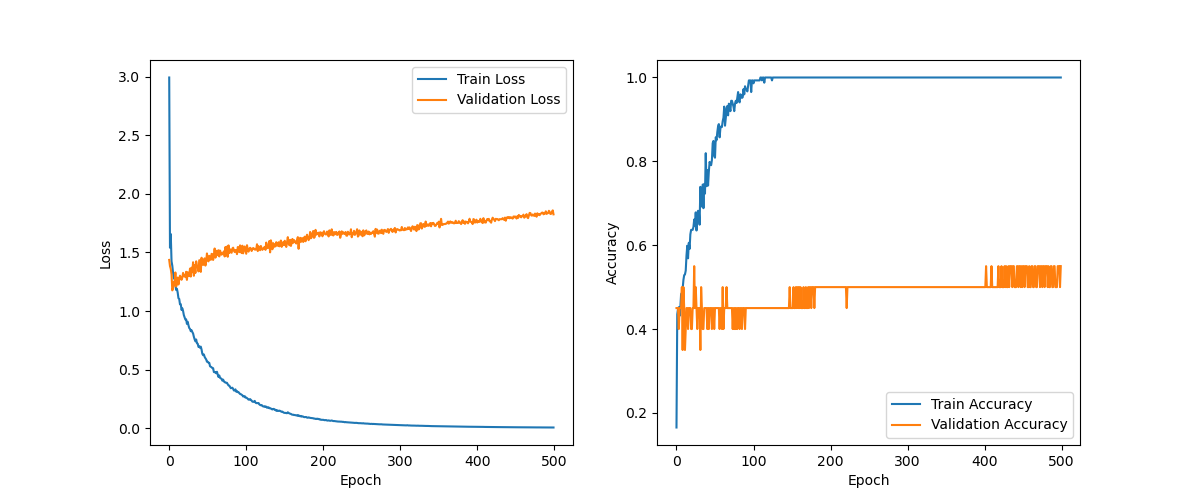 3.0
2.5
2.0
1.5
1.0
0.5
0.0
Loss
0 100 200 300 400 500
Epoch
Train Loss
Validation Loss
1.0
0.8
0.6
0.4
0.2
Accuracy
0 100 200 300 400 500
Epoch
Train Accuracy
Validation Accuracy